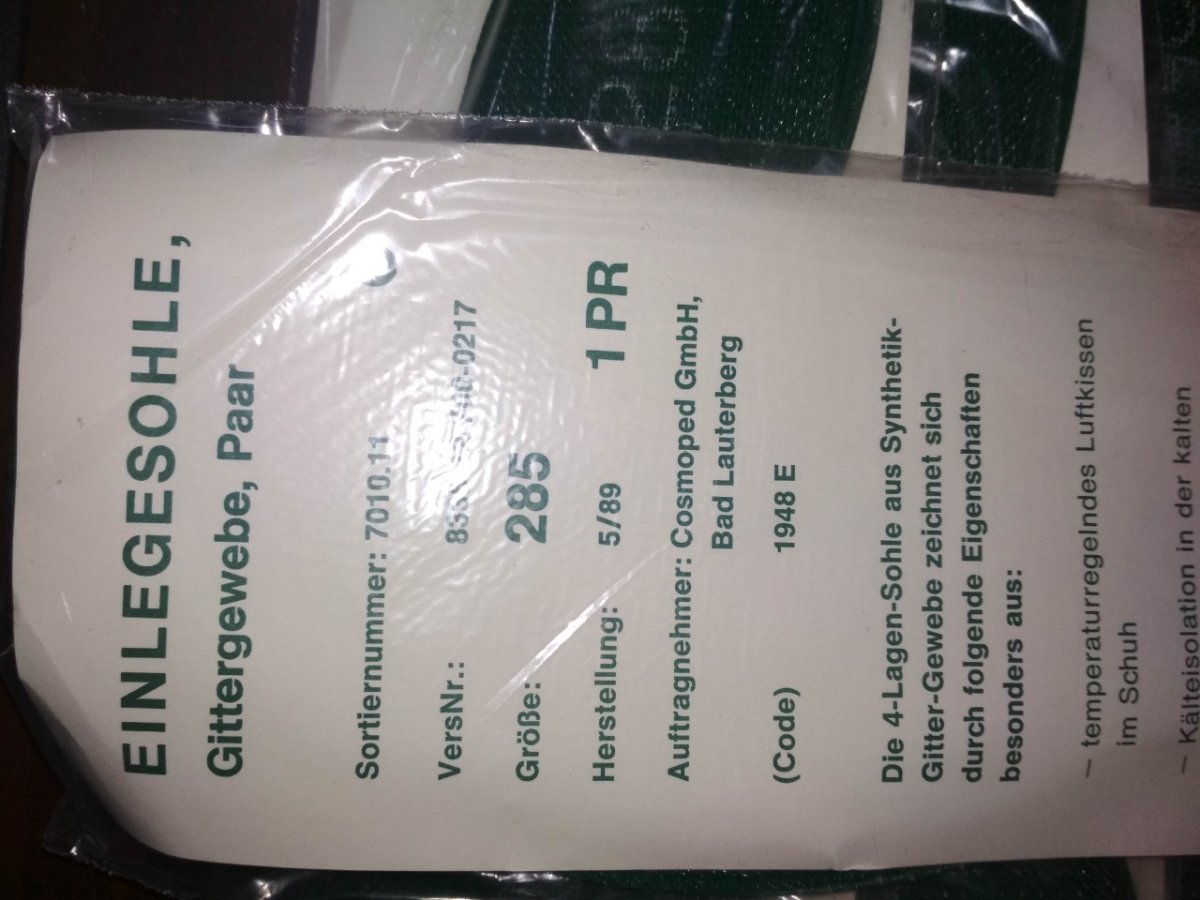 EINLEGESOHLE,
Gittergewebe, Paar
Sortiernummer: 7010.11 C
VersNr.:
Größe: 285
Herstellung: 5/89 1 PR
Auftragnehmer: Cosmoped GmbH,
Bad Lauterberg
(Code) 1948 E
Die 4-Lagen-Sohle aus Synthetik-
Gitter-Gewebe zeichnet sich
durch folgende Eigenschaften
besonders aus:
– temperaturregelndes Luftkissen
im Schuh
– Kälteisolation in der kalten